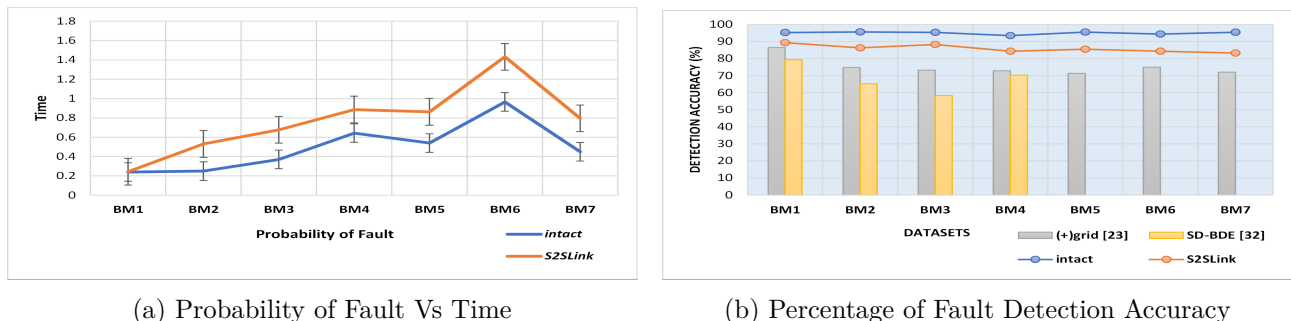 1.8
1.6
1.4
1.2
1
0.8
0.6
0.4
0.2
0
Time
BM1 BM2 BM3 BM4 BM5 BM6 BM7
Probability of Fault
intact
S2SLink
(a) Probability of Fault Vs Time
100
90
80
70
60
50
40
30
20
10
0
DETECTION ACCURACY (%)
BM1 BM2 BM3 BM4 BM5 BM6 BM7
DATASETS
(+)grid [23] SD-BDE [32]
intact S2SLink
(b) Percentage of Fault Detection Accuracy